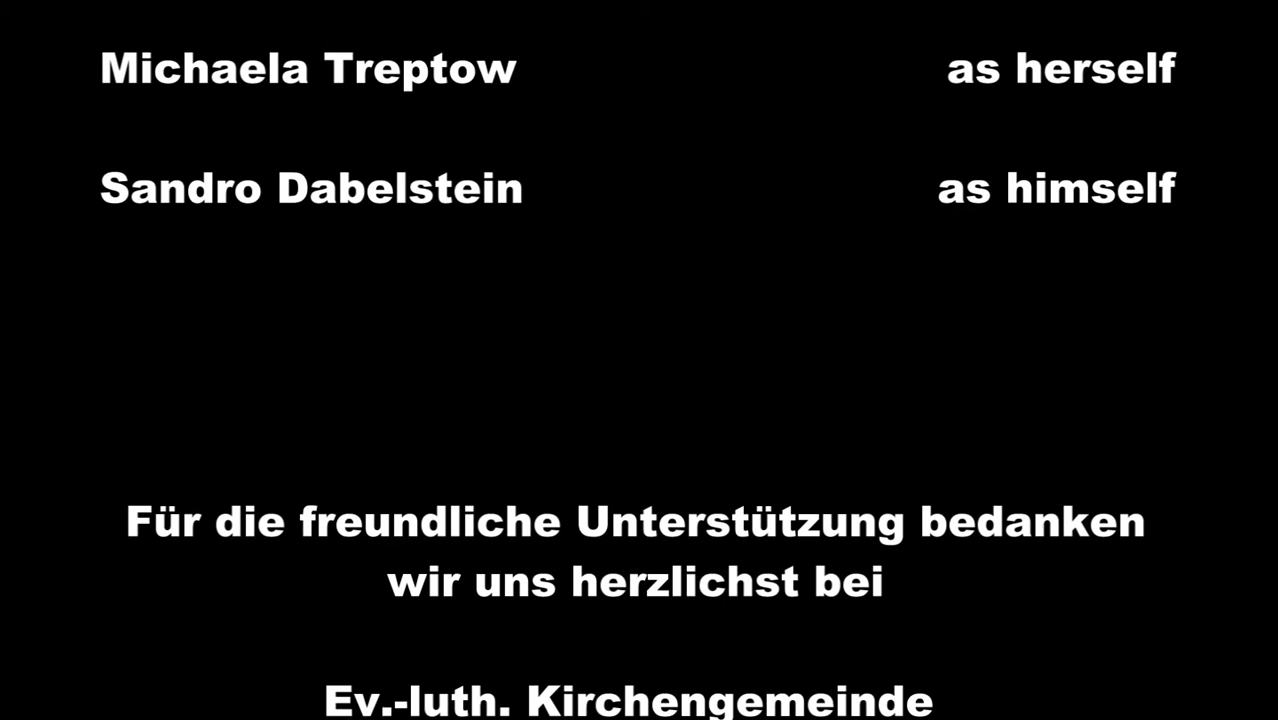 Michaela Treptow as herself
Sandro Dabelstein as himself
Für die freundliche Unterstützung bedanken
wir uns herzlichst bei
Ev.-luth. Kirchengemeinde